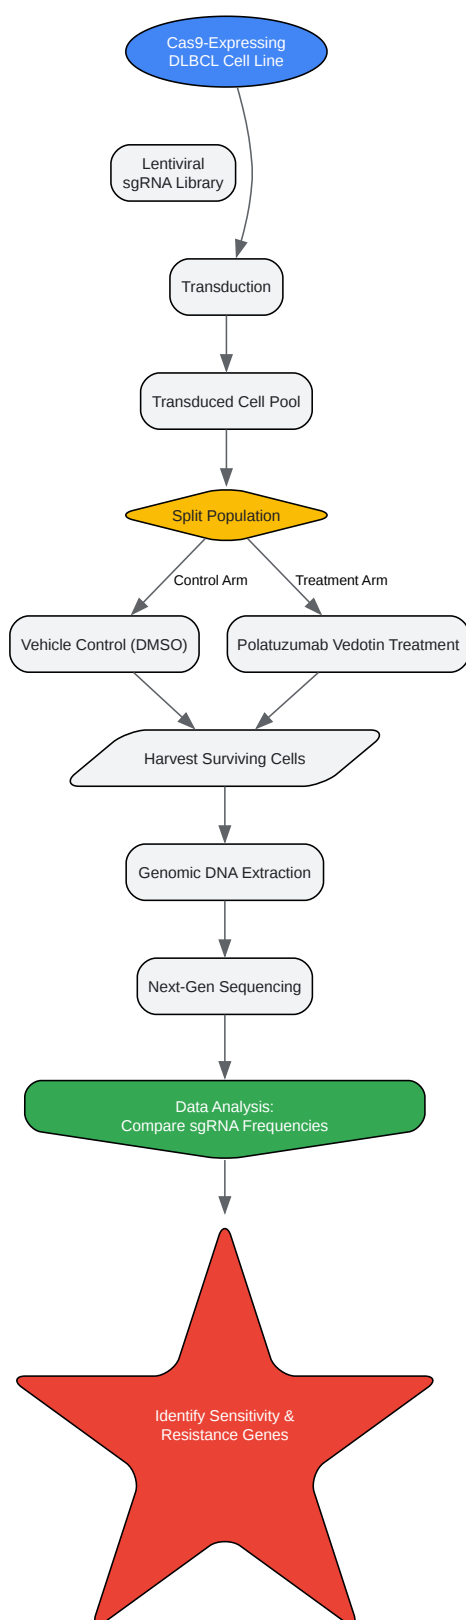 Cas9-Expressing
DLBCL Cell Line
Lentiviral
sgRNA Library
Transduction
Transduced Cell Pool
Split Population
Control Arm
Treatment Arm
Vehicle Control (DMSO)
Polatuzumab Vedotin Treatment
Harvest Surviving Cells
Genomic DNA Extraction
Next-Gen Sequencing
Data Analysis:
Compare sgRNA Frequencies
Identify Sensitivity &
Resistance Genes